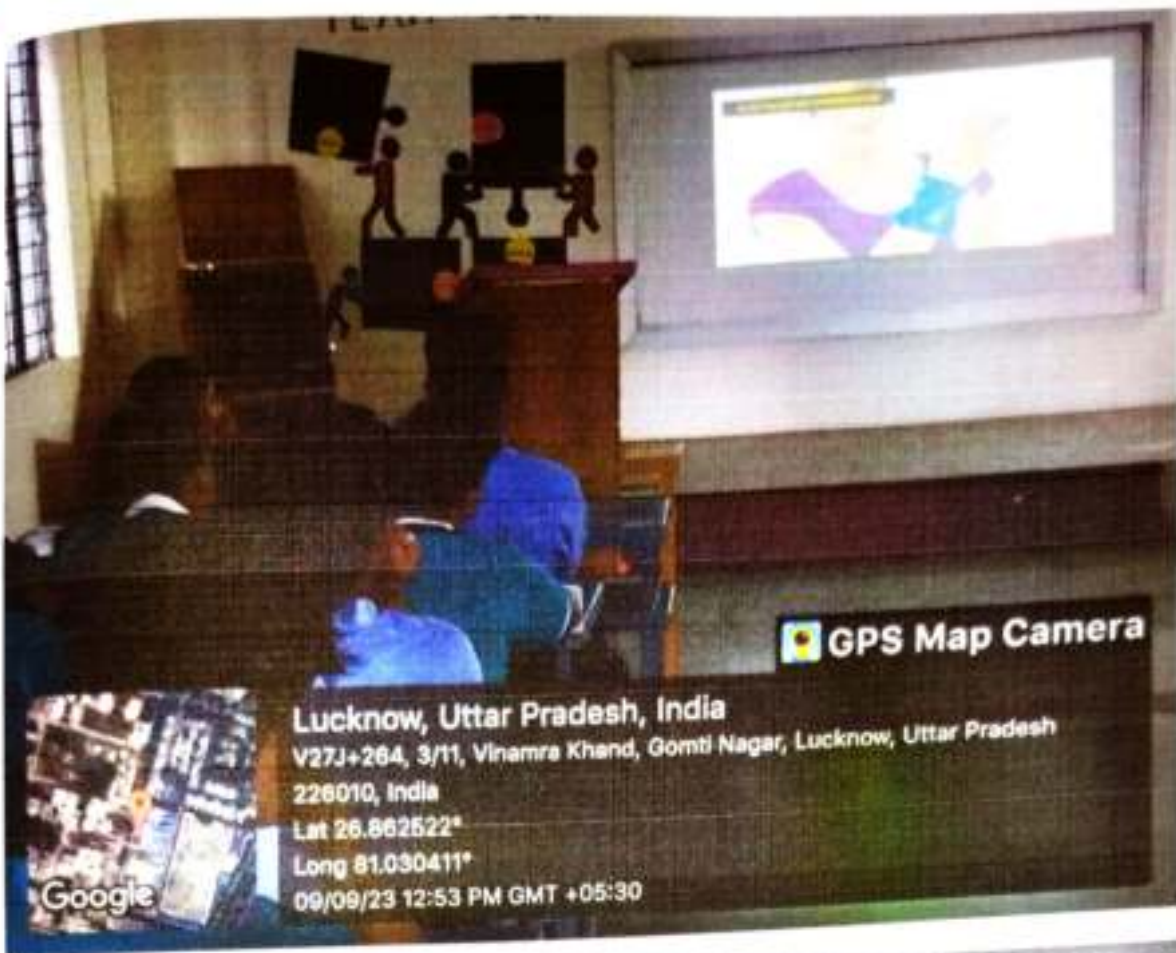 GPS Map Camera
Lucknow, Uttar Pradesh, India
V27J+264, 3/11, Vinamra Khand, Gomti Nagar, Lucknow, Uttar Pradesh
226010, India
Lat 26.862522°
Long 81.030411°
09/09/23 12:53 PM GMT +05:30
Google